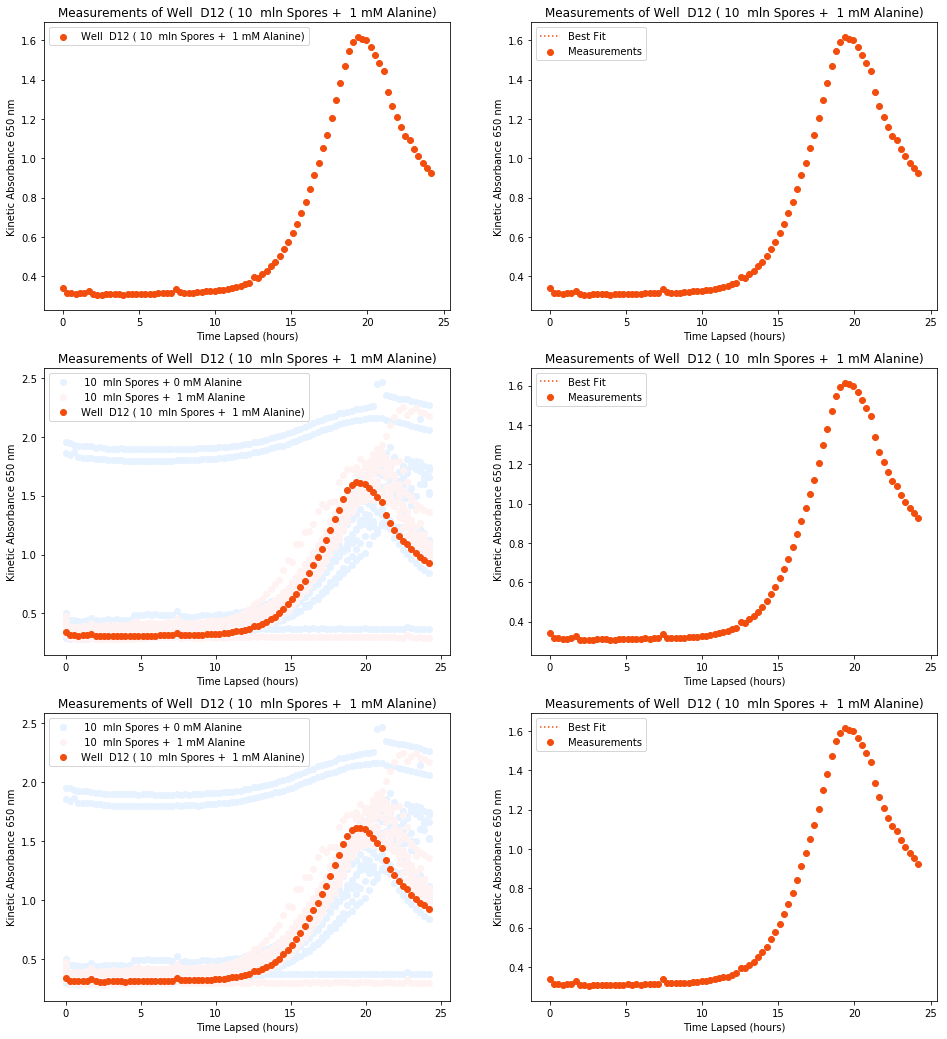 Measurements of Well  D12 ( 10  mln Spores +  1 mM Alanine)
Well  D12 ( 10  mln Spores +  1 mM Alanine)
Kinetic Absorbance 650 nm
1.6
1.4
1.2
1.0
0.8
0.6
0.4
0 5 10 15 20 25
Time Lapsed (hours)
Measurements of Well  D12 ( 10  mln Spores +  1 mM Alanine)
Best Fit
Measurements
Kinetic Absorbance 650 nm
1.6
1.4
1.2
1.0
0.8
0.6
0.4
0 5 10 15 20 25
Time Lapsed (hours)
Measurements of Well  D12 ( 10  mln Spores +  1 mM Alanine)
10  mln Spores + 0 mM Alanine
10  mln Spores +  1 mM Alanine
Well  D12 ( 10  mln Spores +  1 mM Alanine)
Kinetic Absorbance 650 nm
2.5
2.0
1.5
1.0
0.5
0 5 10 15 20 25
Time Lapsed (hours)
Measurements of Well  D12 ( 10  mln Spores +  1 mM Alanine)
Best Fit
Measurements
Kinetic Absorbance 650 nm
1.6
1.4
1.2
1.0
0.8
0.6
0.4
0 5 10 15 20 25
Time Lapsed (hours)
Measurements of Well  D12 ( 10  mln Spores +  1 mM Alanine)
10  mln Spores + 0 mM Alanine
10  mln Spores +  1 mM Alanine
Well  D12 ( 10  mln Spores +  1 mM Alanine)
Kinetic Absorbance 650 nm
2.5
2.0
1.5
1.0
0.5
0 5 10 15 20 25
Time Lapsed (hours)
Measurements of Well  D12 ( 10  mln Spores +  1 mM Alanine)
Best Fit
Measurements
Kinetic Absorbance 650 nm
1.6
1.4
1.2
1.0
0.8
0.6
0.4
0 5 10 15 20 25
Time Lapsed (hours)